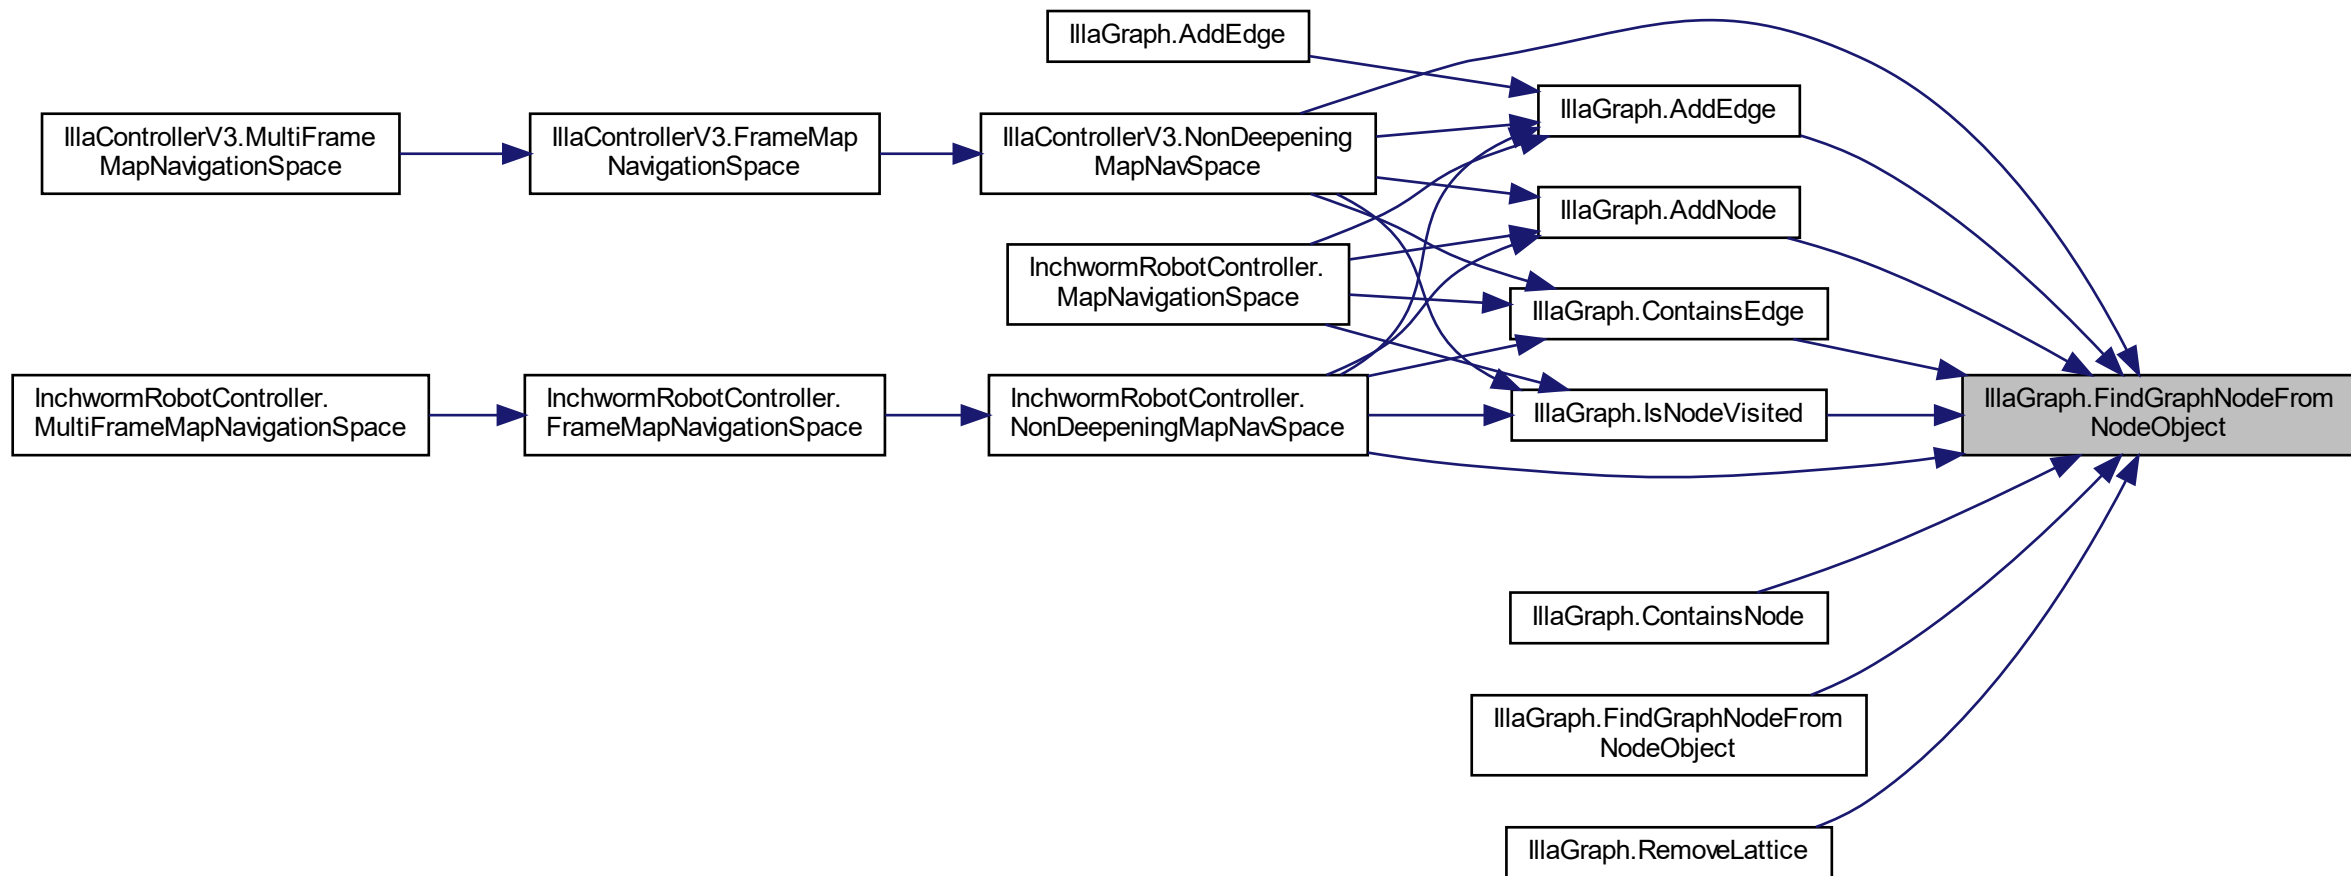 IllaGraph.AddEdge
IllaGraph.AddEdge
IllaControllerV3.MultiFrame
MapNavigationSpace
IllaControllerV3.FrameMap
NavigationSpace
IllaControllerV3.NonDeepening
MapNavSpace
IllaGraph.AddNode
InchwormRobotController.
MapNavigationSpace
IllaGraph.ContainsEdge
InchwormRobotController.
MultiFrameMapNavigationSpace
InchwormRobotController.
FrameMapNavigationSpace
InchwormRobotController.
NonDeepeningMapNavSpace
IllaGraph.IsNodeVisited
IllaGraph.FindGraphNodeFrom
NodeObject
IllaGraph.ContainsNode
IllaGraph.FindGraphNodeFrom
NodeObject
IllaGraph.RemoveLattice